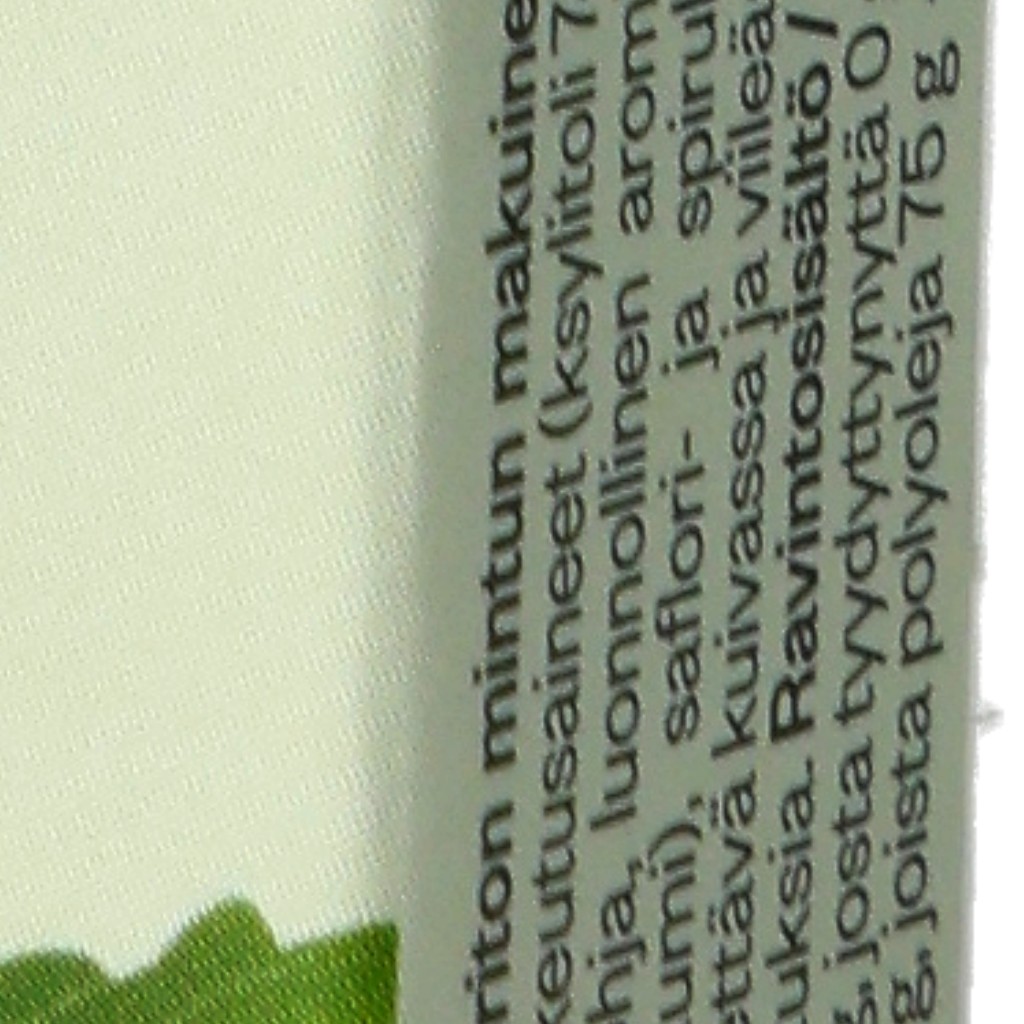 riton mintun makuine
keutusaineet (ksylitoli 7
hja, luonnollinen arom
umi), saflori- ja spirul
ettävä kuivassa ja viileä
uksia. Ravintosisältö /
g, josta tyydyttynyttä 0
g, joista polyoleja 75 g